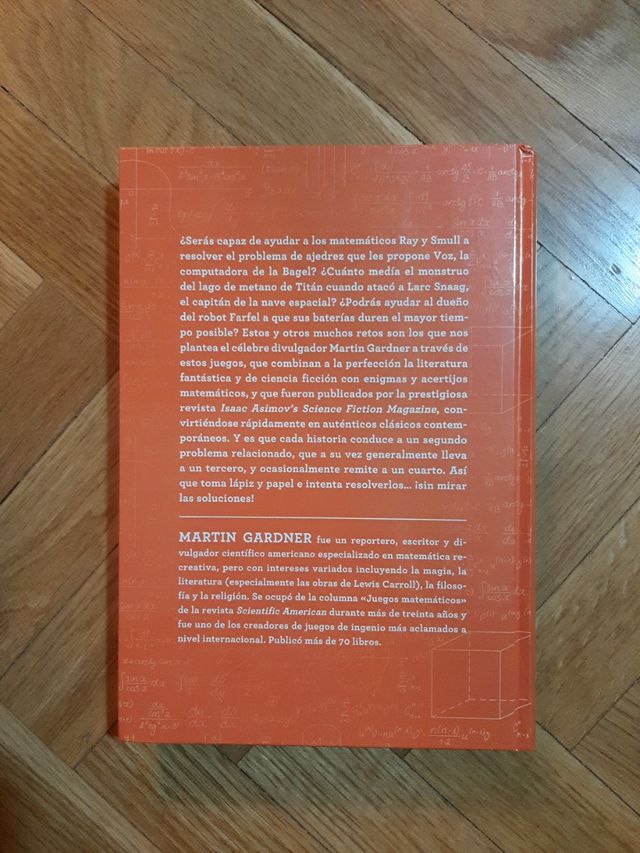 ¿Serás capaz de ayudar a los matemáticos Ray y Smull a
resolver el problema de ajedrez que les propone Voz, la
computadora de la Bagel? ¿Cuánto medía el monstruo
del lago de metano de Titán cuando atacó a Larc Snaag,
el capitán de la nave espacial? ¿Podrás ayudar al dueño
del robot Farfel a que sus baterías duren el mayor tiem-
po posible? Estos y otros muchos retos son los que nos
plantea el célebre divulgador Martin Gardner a través de
estos juegos, que combinan a la perfección la literatura
fantástica y de ciencia ficción con enigmas y acertijos
matemáticos, y que fueron publicados por la prestigiosa
revista Isaac Asimov's Science Fiction Magazine, con-
virtiéndose rápidamente en auténticos clásicos contem-
poráneos. Y es que cada historia conduce a un segundo
problema relacionado, que a su vez generalmente lleva
a un tercero, y ocasionalmente remite a un cuarto. Así
que toma lápiz y papel e intenta resolverlos... ¡sin mirar
las soluciones!
MARTIN GARDNER fue un reportero, escritor y di-
vulgador científico americano especializado en matemática re-
creativa, pero con intereses variados incluyendo la magia, la
literatura (especialmente las obras de Lewis Carroll), la filoso-
fía y la religión. Se ocupó de la columna «Juegos matemáticos»
de la revista Scientific American durante más de treinta años y
fue uno de los creadores de juegos de ingenio más aclamados a
nivel internacional. Publicó más de 70 libros.